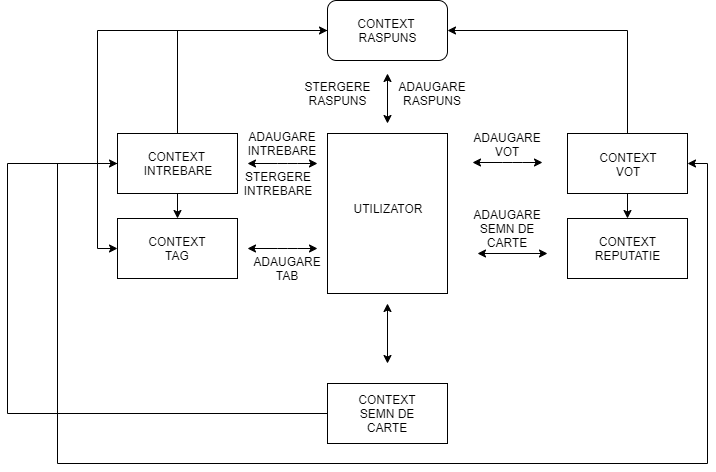 CONTEXT
RASPUNS
STERGERE
RASPUNS
ADAUGARE
RASPUNS
CONTEXT
INTREBARE
ADAUGARE
INTREBARE
STERGERE
INTREBARE
UTILIZATOR
ADAUGARE
VOT
CONTEXT
VOT
CONTEXT
TAG
ADAUGARE
TAB
ADAUGARE
SEMN DE
CARTE
CONTEXT
REPUTATIE
CONTEXT
SEMN DE
CARTE